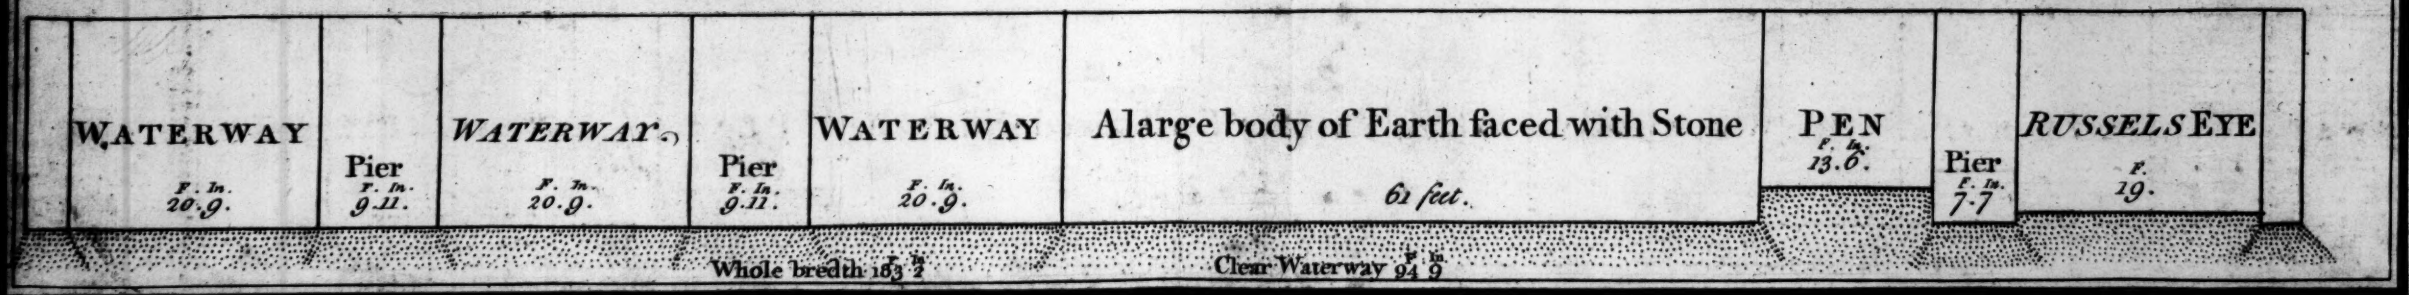 WATERWAY
F. In.
20.9.
Pier
F. In.
9.11.
WATERWAY
F. In.
20.9.
Pier
F. In.
9.11.
WATERWAY
F. In.
20.9.
A large body of Earth faced with Stone
61 feet.
PEN
F. In.
13.6.
Pier
F. In.
7.7
RUSSELS EYE
F.
19.
Whole bredth 183 F 2 In
Clear Waterway 94 F 9 In